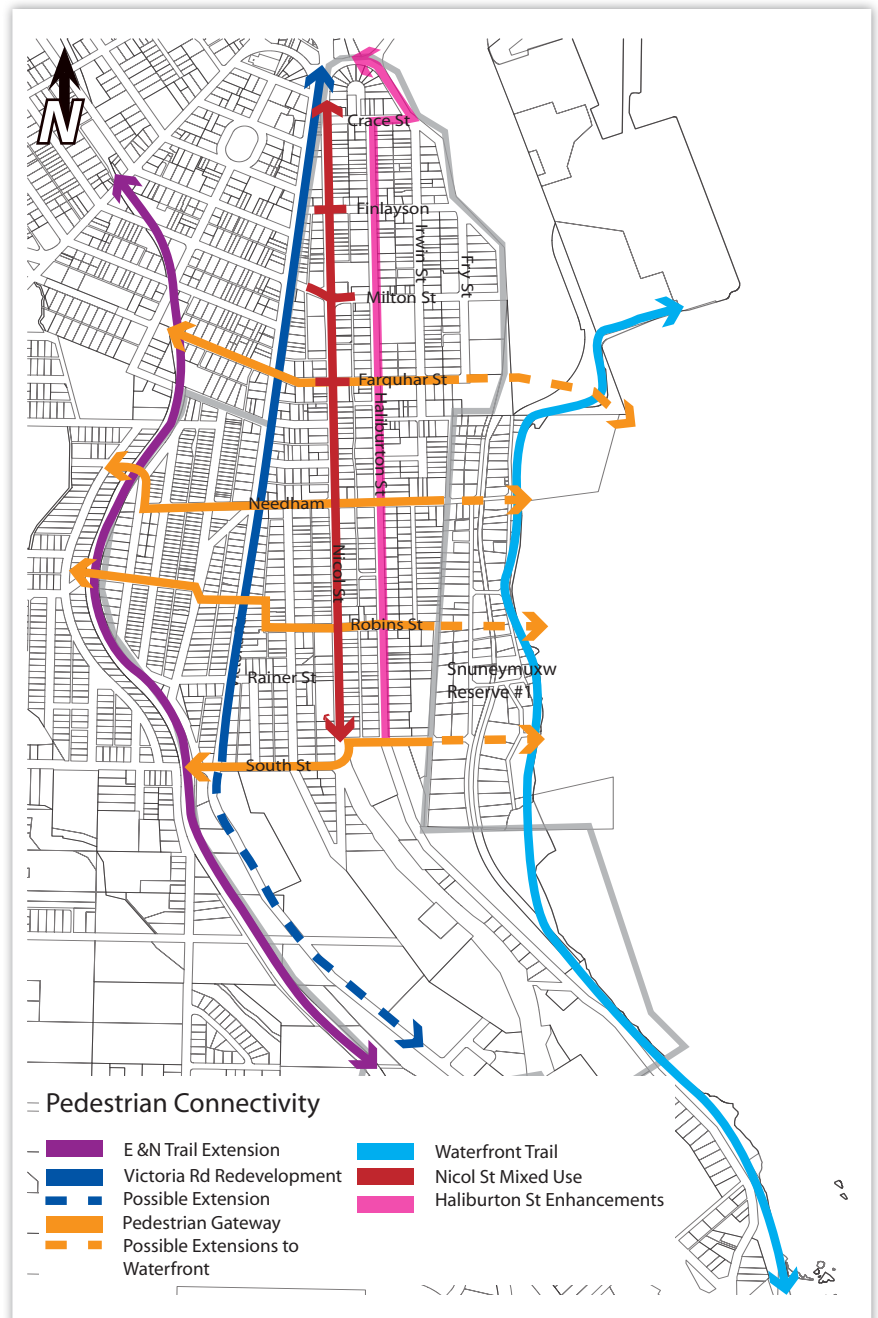 N
Crace St
Finlayson
Irwin St
Fry St
Milton St
Farquhar St
Haliburton St
Needham
Nicol St
Robins St
Snuneymuxw
Reserve #1
Rainer St
South St
Pedestrian Connectivity
E &N Trail Extension
Victoria Rd Redevelopment
Possible Extension
Pedestrian Gateway
Possible Extensions to
Waterfront
Waterfront Trail
Nicol St Mixed Use
Haliburton St Enhancements